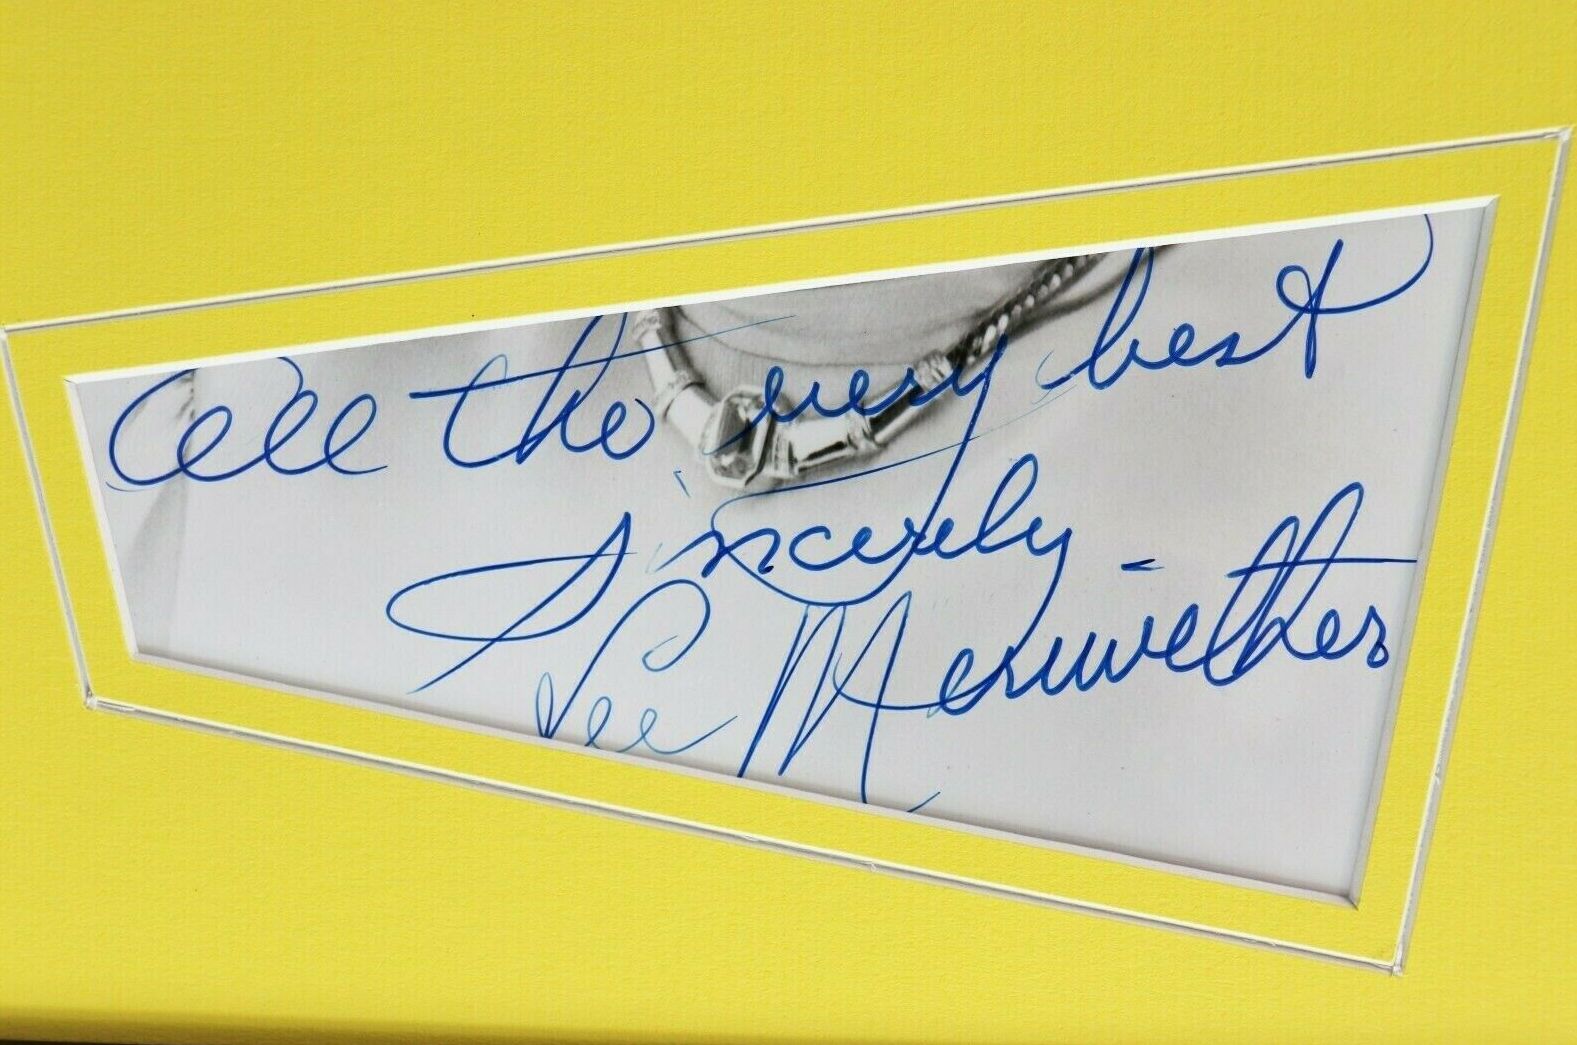 All the very best
Sincerely -
Lee Meriwether